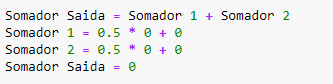 Somador Saida = Somador 1 + Somador 2
Somador 1 = 0.5 * 0 + 0
Somador 2 = 0.5 * 0 + 0
Somador Saida = 0